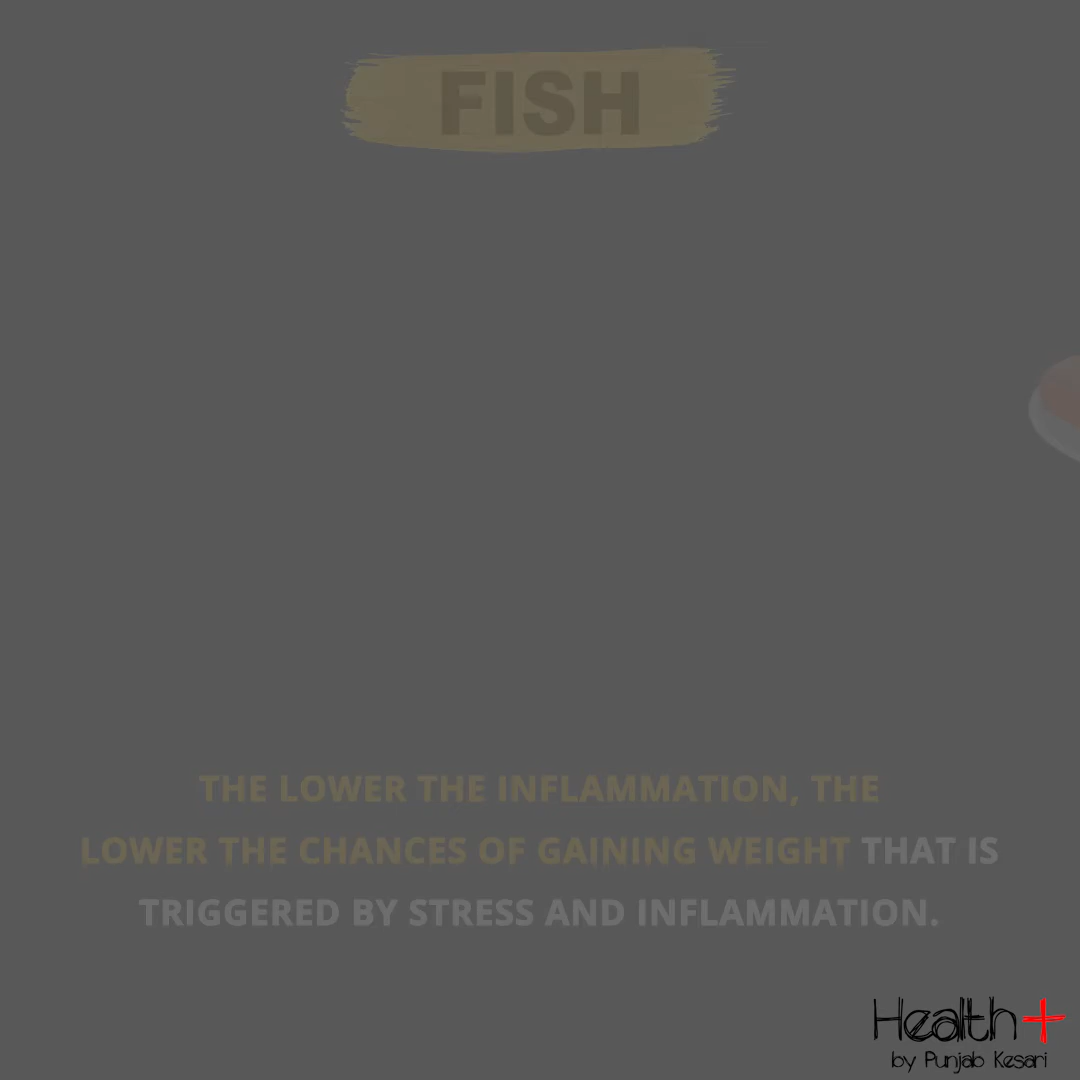 FISH
THE LOWER THE INFLAMMATION, THE
LOWER THE CHANCES OF GAINING WEIGHT THAT IS
TRIGGERED BY STRESS AND INFLAMMATION.
Health+
by Punjab Kesari